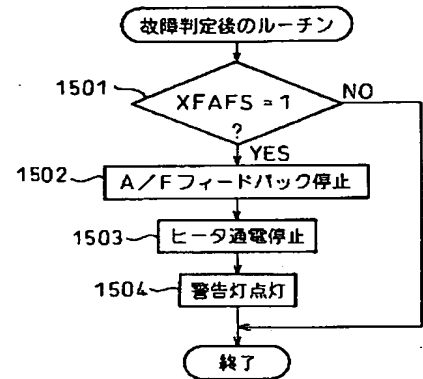 故障判定後のルーチン
1501
XFAFS=1
?
NO
YES
1502
A/Fフィードバック停止
1503
ヒータ通電停止
1504
警告灯点灯
終了